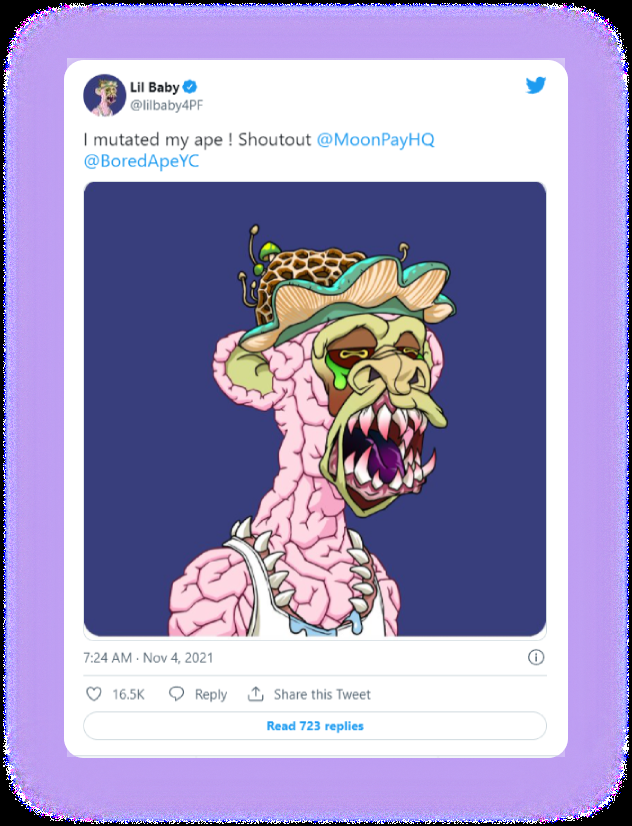 Lil Baby
@lilbaby4PF
I mutated my ape ! Shoutout @MoonPayHQ
@BoredApeYC
7:24 AM · Nov 4, 2021
16.5K Reply Share this Tweet
Read 723 replies